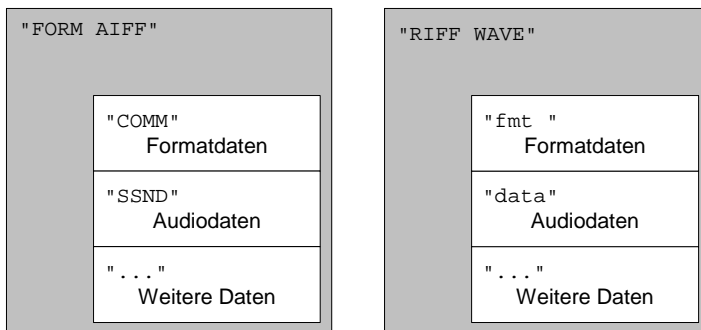 "FORM AIFF"
"COMM"
Formatdaten
"SSND"
Audiodaten
"..."
Weitere Daten
"RIFF WAVE"
"fmt "
Formatdaten
"data"
Audiodaten
"..."
Weitere Daten